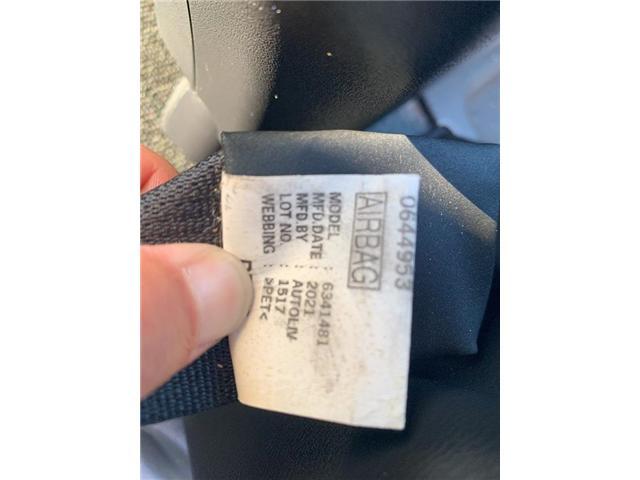 0644953
AIRBAG
MODEL : 6341481
MFD.DATE : 2021
MFD.BY : AUTOLIV
LOT NO. : 1517
WEBBING : >PET<